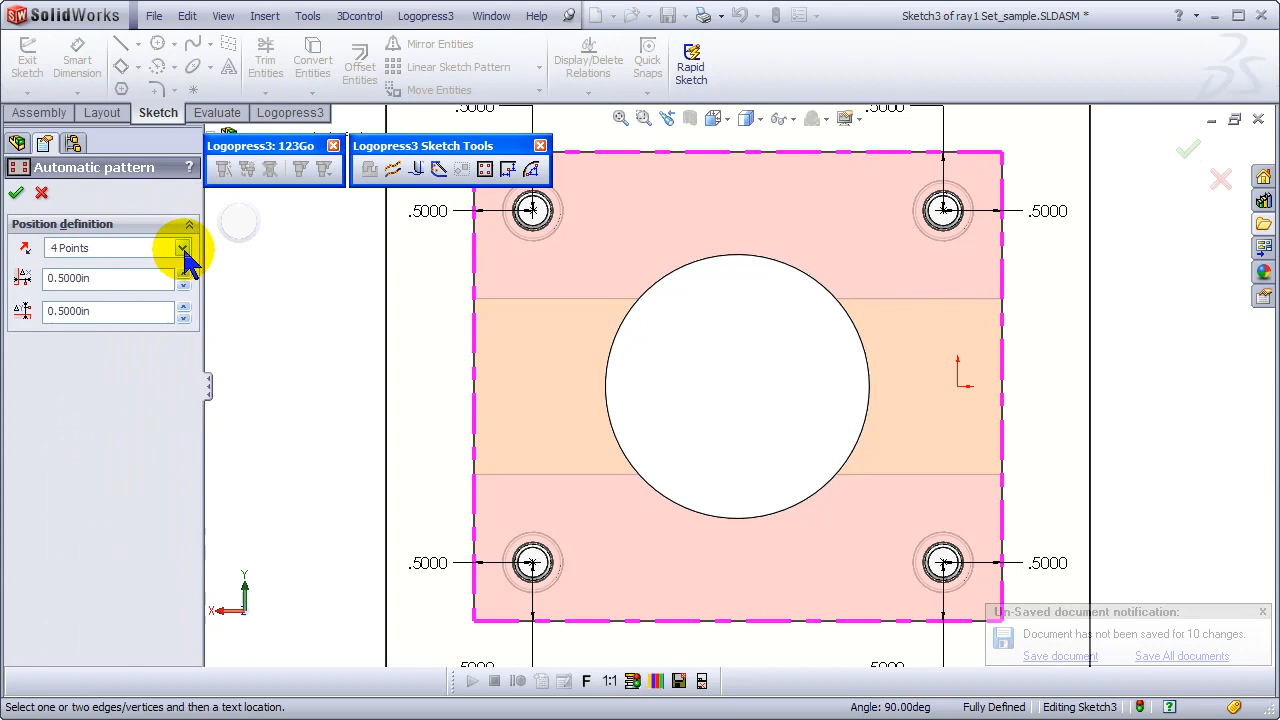 SolidWorks
File Edit View Insert Tools 3Dcontrol Logopress3 Window Help
Sketch3 of ray1 Set_sample.SLDASM *
Exit Sketch
Smart Dimension
Trim Entities
Convert Entities
Offset Entities
Mirror Entities
Linear Sketch Pattern
Move Entities
Display/Delete Relations
Quick Snaps
Rapid Sketch
Assembly Layout Sketch Evaluate Logopress3
.5000 .5000
Logopress3: 123Go
Logopress3 Sketch Tools
Automatic pattern ?
Position definition
4 Points
0.5000in
0.5000in
.5000 .5000
.5000 .5000
Y
X
Un-Saved document notification:
Document has not been saved for 10 changes.
Save document Save All documents
.5000 .5000
F 1:1
Select one or two edges/vertices and then a text location.
Angle: 90.00deg Fully Defined Editing Sketch3